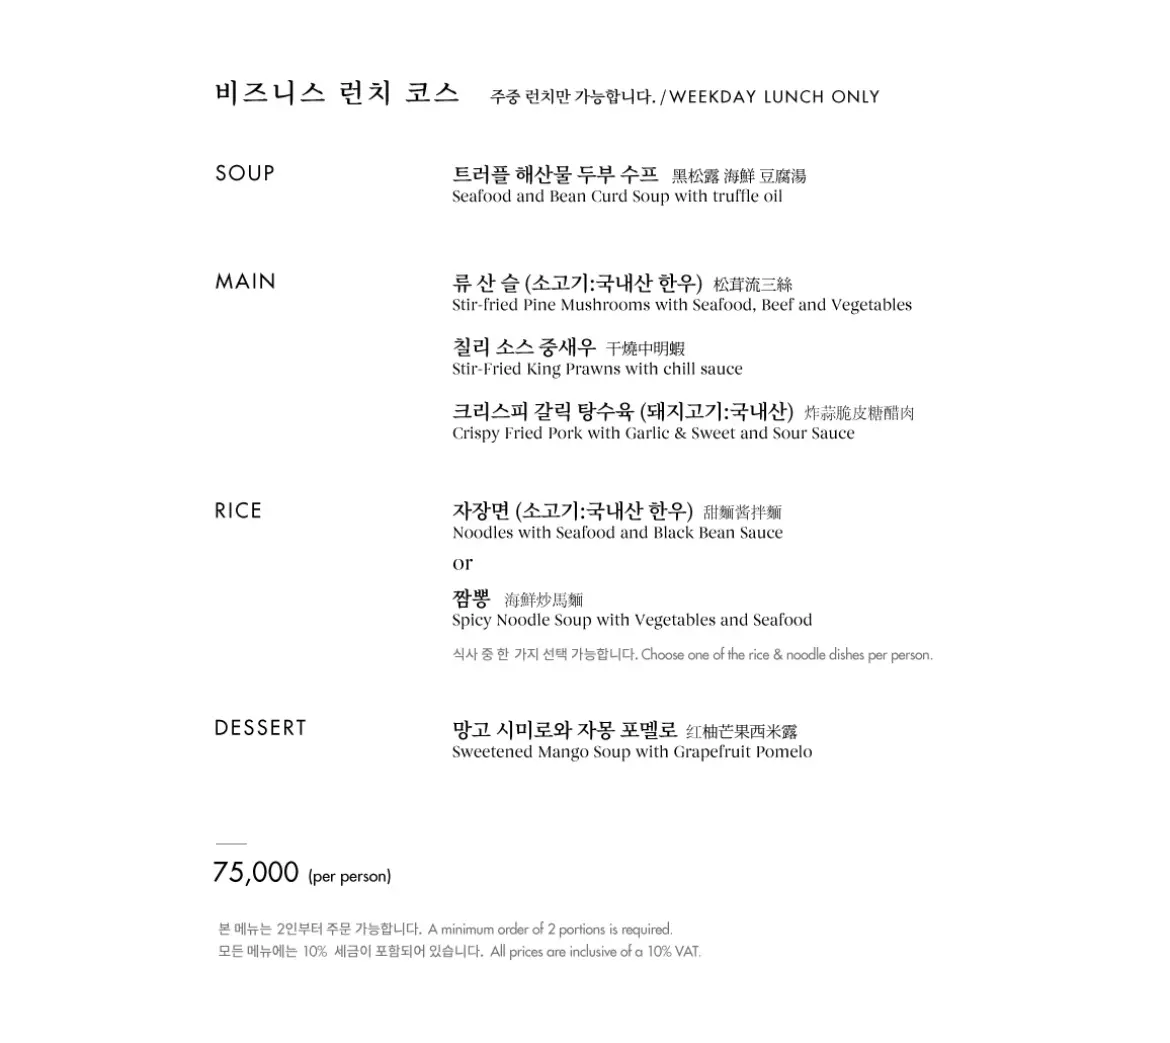 비즈니스 런치 코스 주중 런치만 가능합니다. / WEEKDAY LUNCH ONLY
SOUP 트러플 해산물 두부 수프 黑松露 海鮮 豆腐湯
Seafood and Bean Curd Soup with truffle oil
MAIN 류 산 슬 (소고기:국내산 한우) 松茸流三絲
Stir-fried Pine Mushrooms with Seafood, Beef and Vegetables
칠리 소스 중새우 干燒中明蝦
Stir-Fried King Prawns with chill sauce
크리스피 갈릭 탕수육 (돼지고기:국내산) 炸蒜脆皮糖醋肉
Crispy Fried Pork with Garlic & Sweet and Sour Sauce
RICE 자장면 (소고기:국내산 한우) 甜麵酱拌麵
Noodles with Seafood and Black Bean Sauce
or
짬뽕 海鮮炒馬麵
Spicy Noodle Soup with Vegetables and Seafood
식사 중 한 가지 선택 가능합니다. Choose one of the rice & noodle dishes per person.
DESSERT 망고 시미로와 자몽 포멜로 红柚芒果西米露
Sweetened Mango Soup with Grapefruit Pomelo
75,000 (per person)
본 메뉴는 2인부터 주문 가능합니다. A minimum order of 2 portions is required.
모든 메뉴에는 10% 세금이 포함되어 있습니다. All prices are inclusive of a 10% VAT.